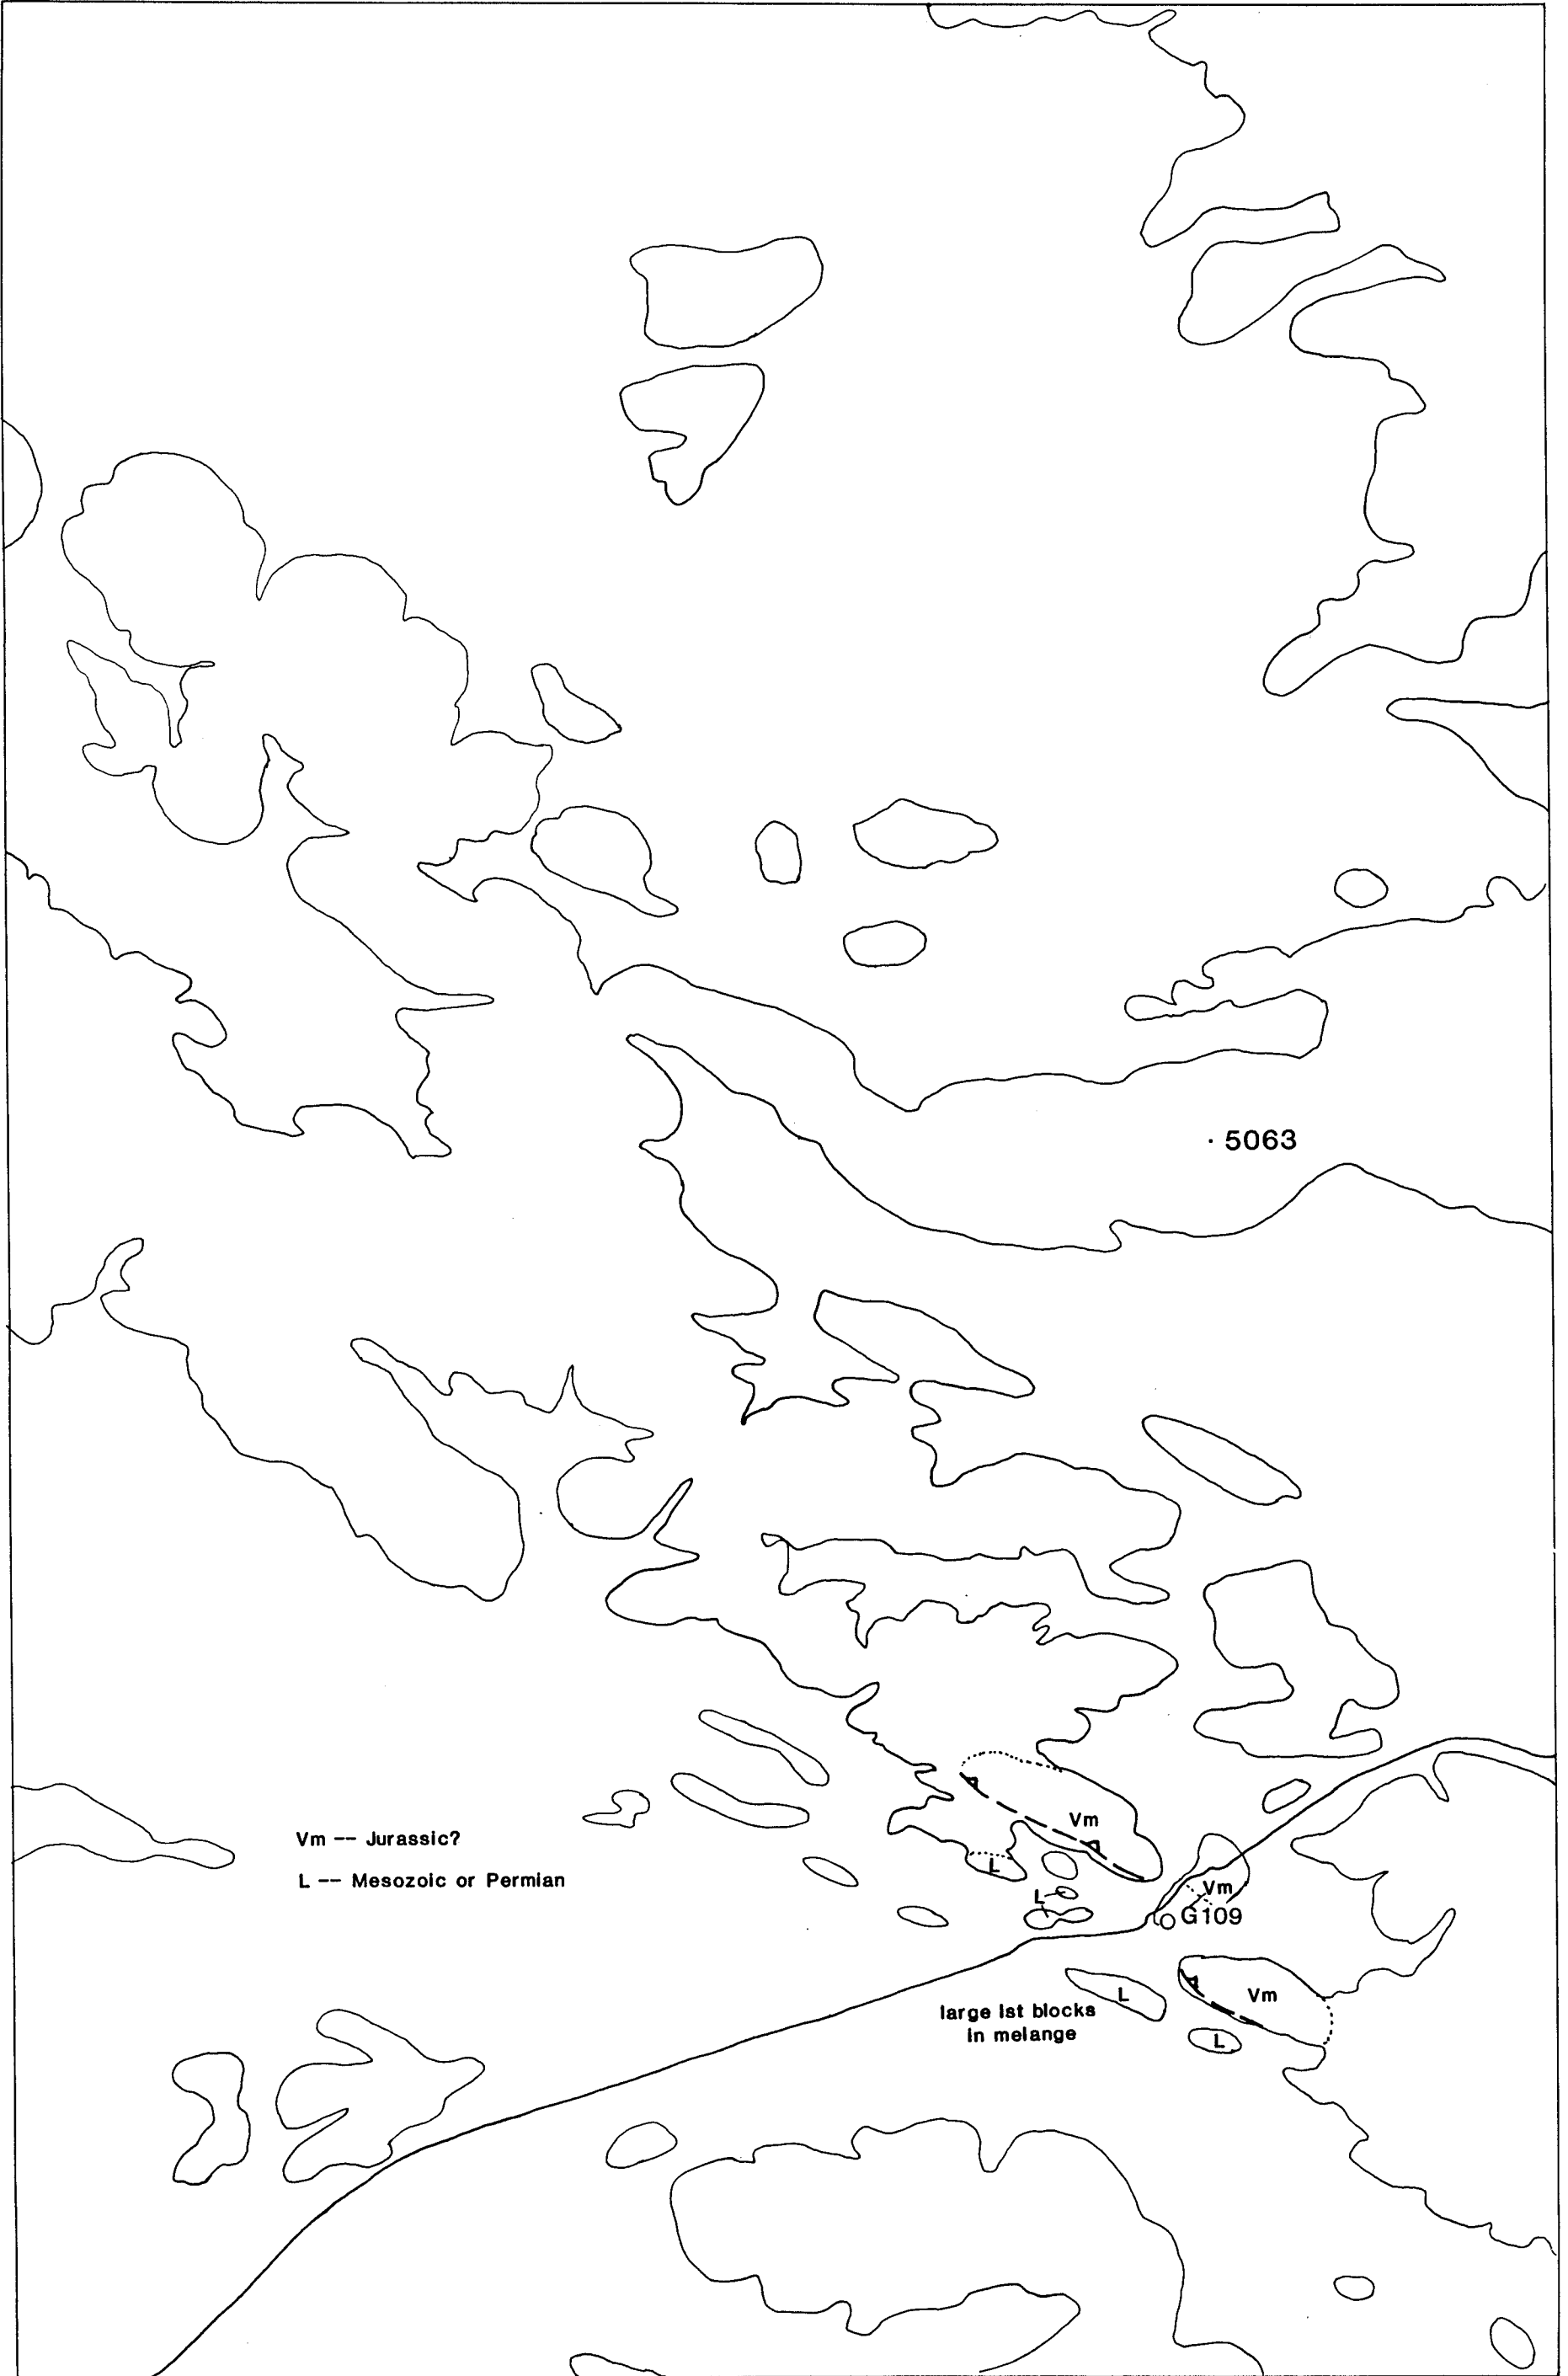 · 5063
Vm
Vm -- Jurassic?
L
L -- Mesozoic or Permian
L
Vm
G109
L
Vm
large lst blocks
in melange
L